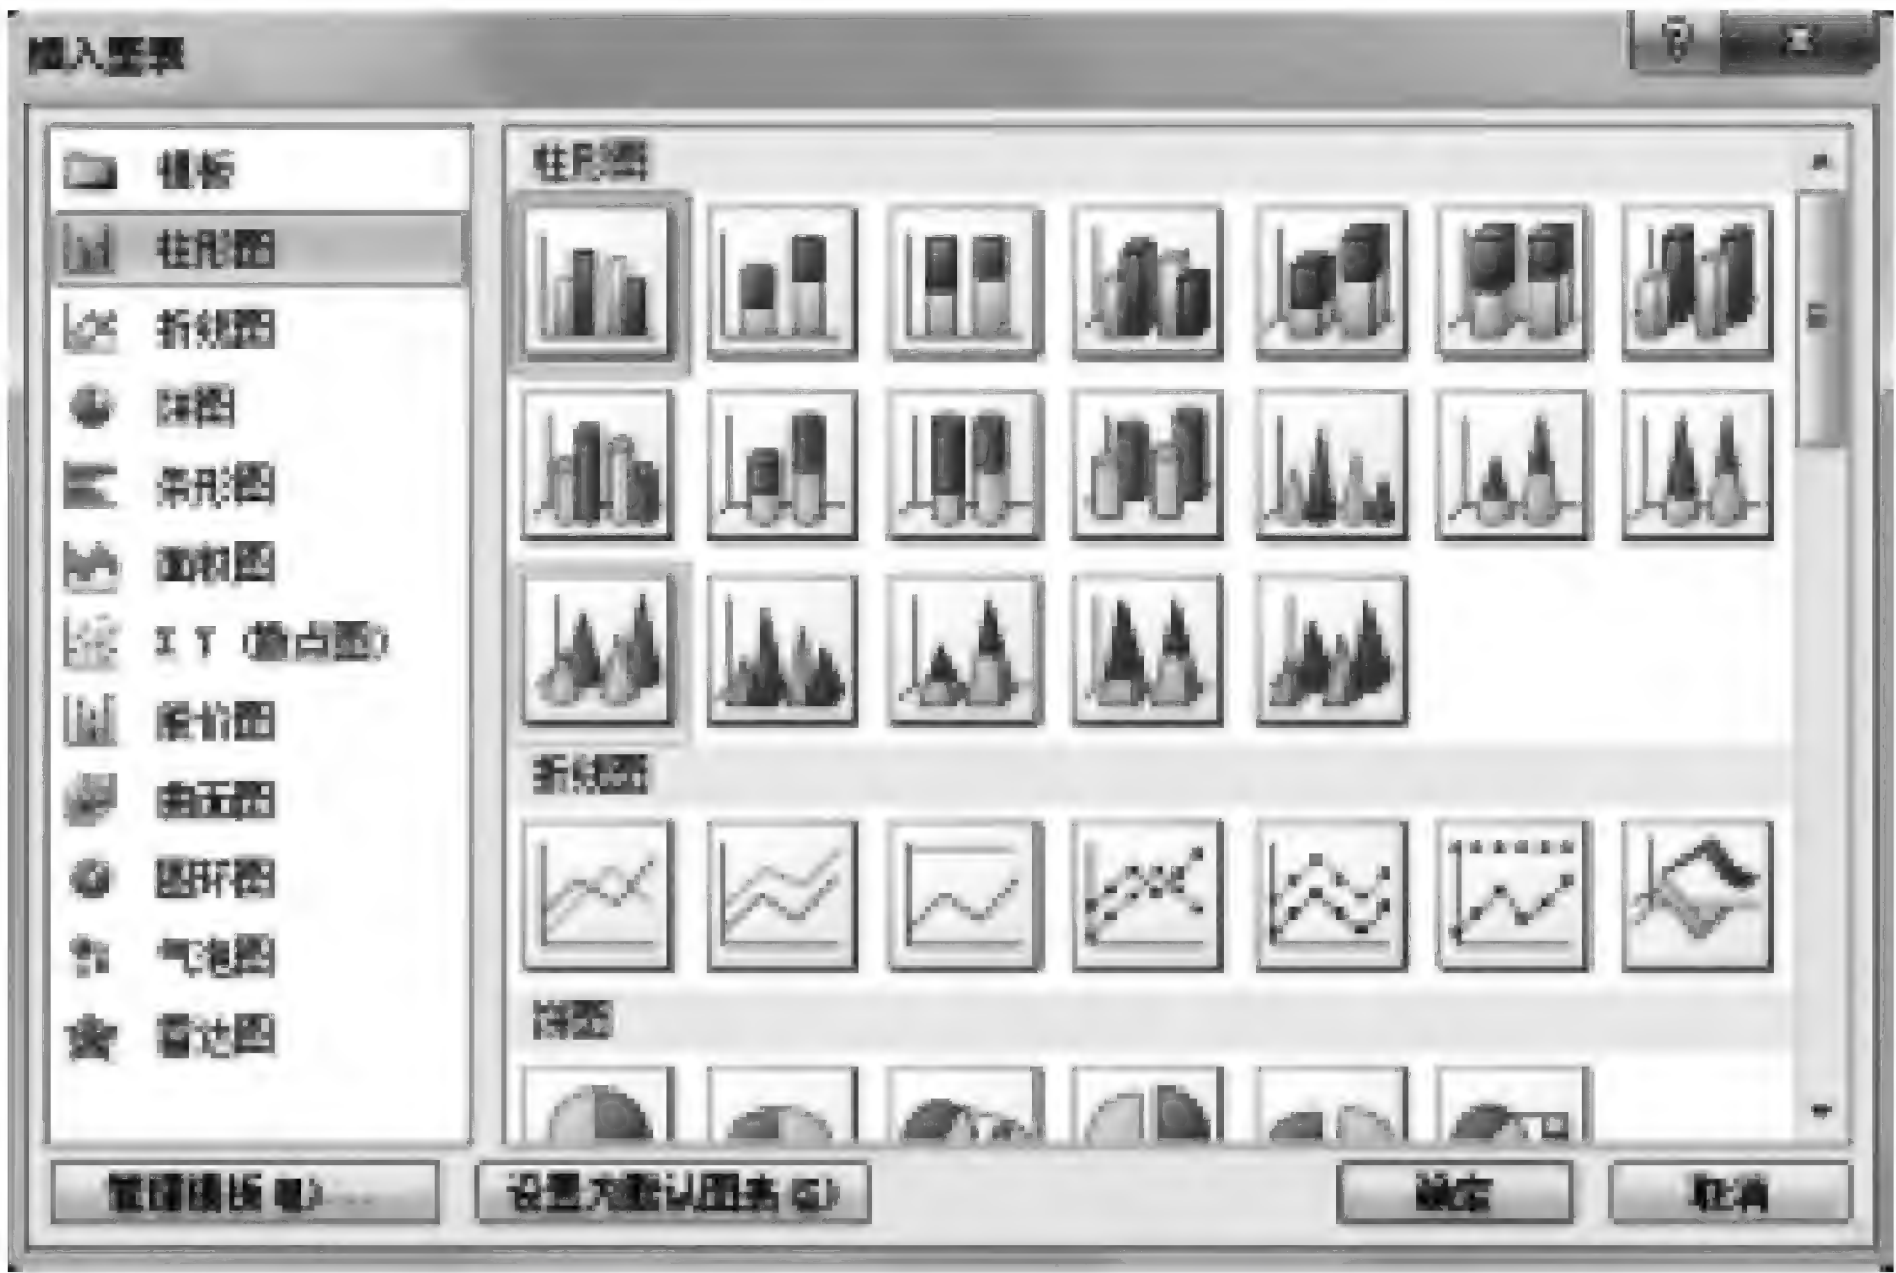 插入图表
模板
柱形图
折线图
饼图
条形图
面积图
X Y (散点图)
股价图
曲面图
圆环图
气泡图
雷达图
柱形图
折线图
饼图
管理模板(M)...
设置为默认图表(S)
确定
取消